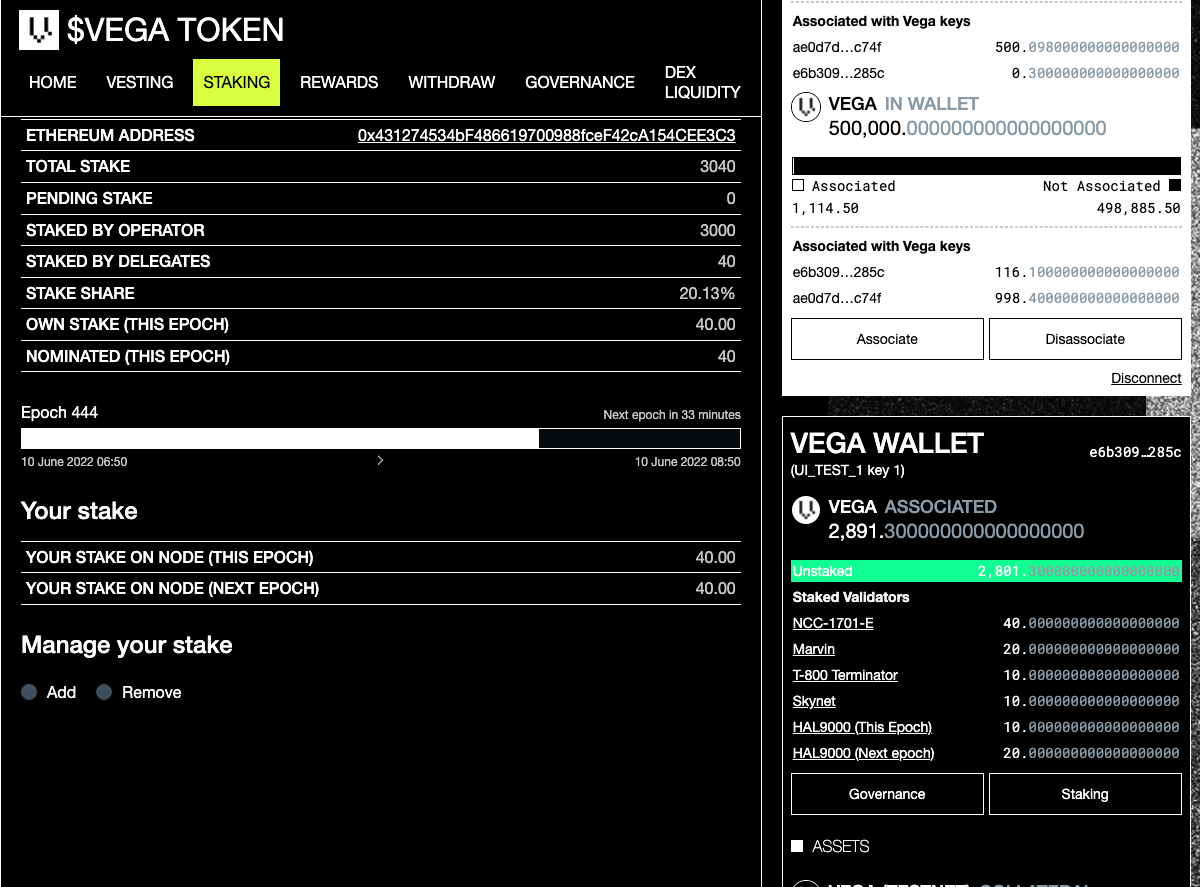 $VEGA TOKEN
HOME VESTING STAKING REWARDS WITHDRAW GOVERNANCE DEX LIQUIDITY
ETHEREUM ADDRESS 0x431274534bF486619700988fceF42cA154CEE3C3
TOTAL STAKE 3040
PENDING STAKE 0
STAKED BY OPERATOR 3000
STAKED BY DELEGATES 40
STAKE SHARE 20.13%
OWN STAKE (THIS EPOCH) 40.00
NOMINATED (THIS EPOCH) 40
Epoch 444 Next epoch in 33 minutes
10 June 2022 06:50 10 June 2022 08:50
Your stake
YOUR STAKE ON NODE (THIS EPOCH) 40.00
YOUR STAKE ON NODE (NEXT EPOCH) 40.00
Manage your stake
Add Remove
Associated with Vega keys
ae0d7d…c74f 500.098000000000000000
e6b309…285c 0.300000000000000000
VEGA IN WALLET
500,000.000000000000000000
Associated Not Associated
1,114.50 498,885.50
Associated with Vega keys
e6b309…285c 116.100000000000000000
ae0d7d…c74f 998.400000000000000000
Associate Disassociate
Disconnect
VEGA WALLET e6b309…285c
(UI_TEST_1 key 1)
VEGA ASSOCIATED
2,891.300000000000000000
Unstaked 2,801.300000000000000000
Staked Validators
NCC-1701-E 40.000000000000000000
Marvin 20.000000000000000000
T-800 Terminator 10.000000000000000000
Skynet 10.000000000000000000
HAL9000 (This Epoch) 10.000000000000000000
HAL9000 (Next epoch) 20.000000000000000000
Governance Staking
ASSETS
VEGA (TESTNET) COLLATERAL